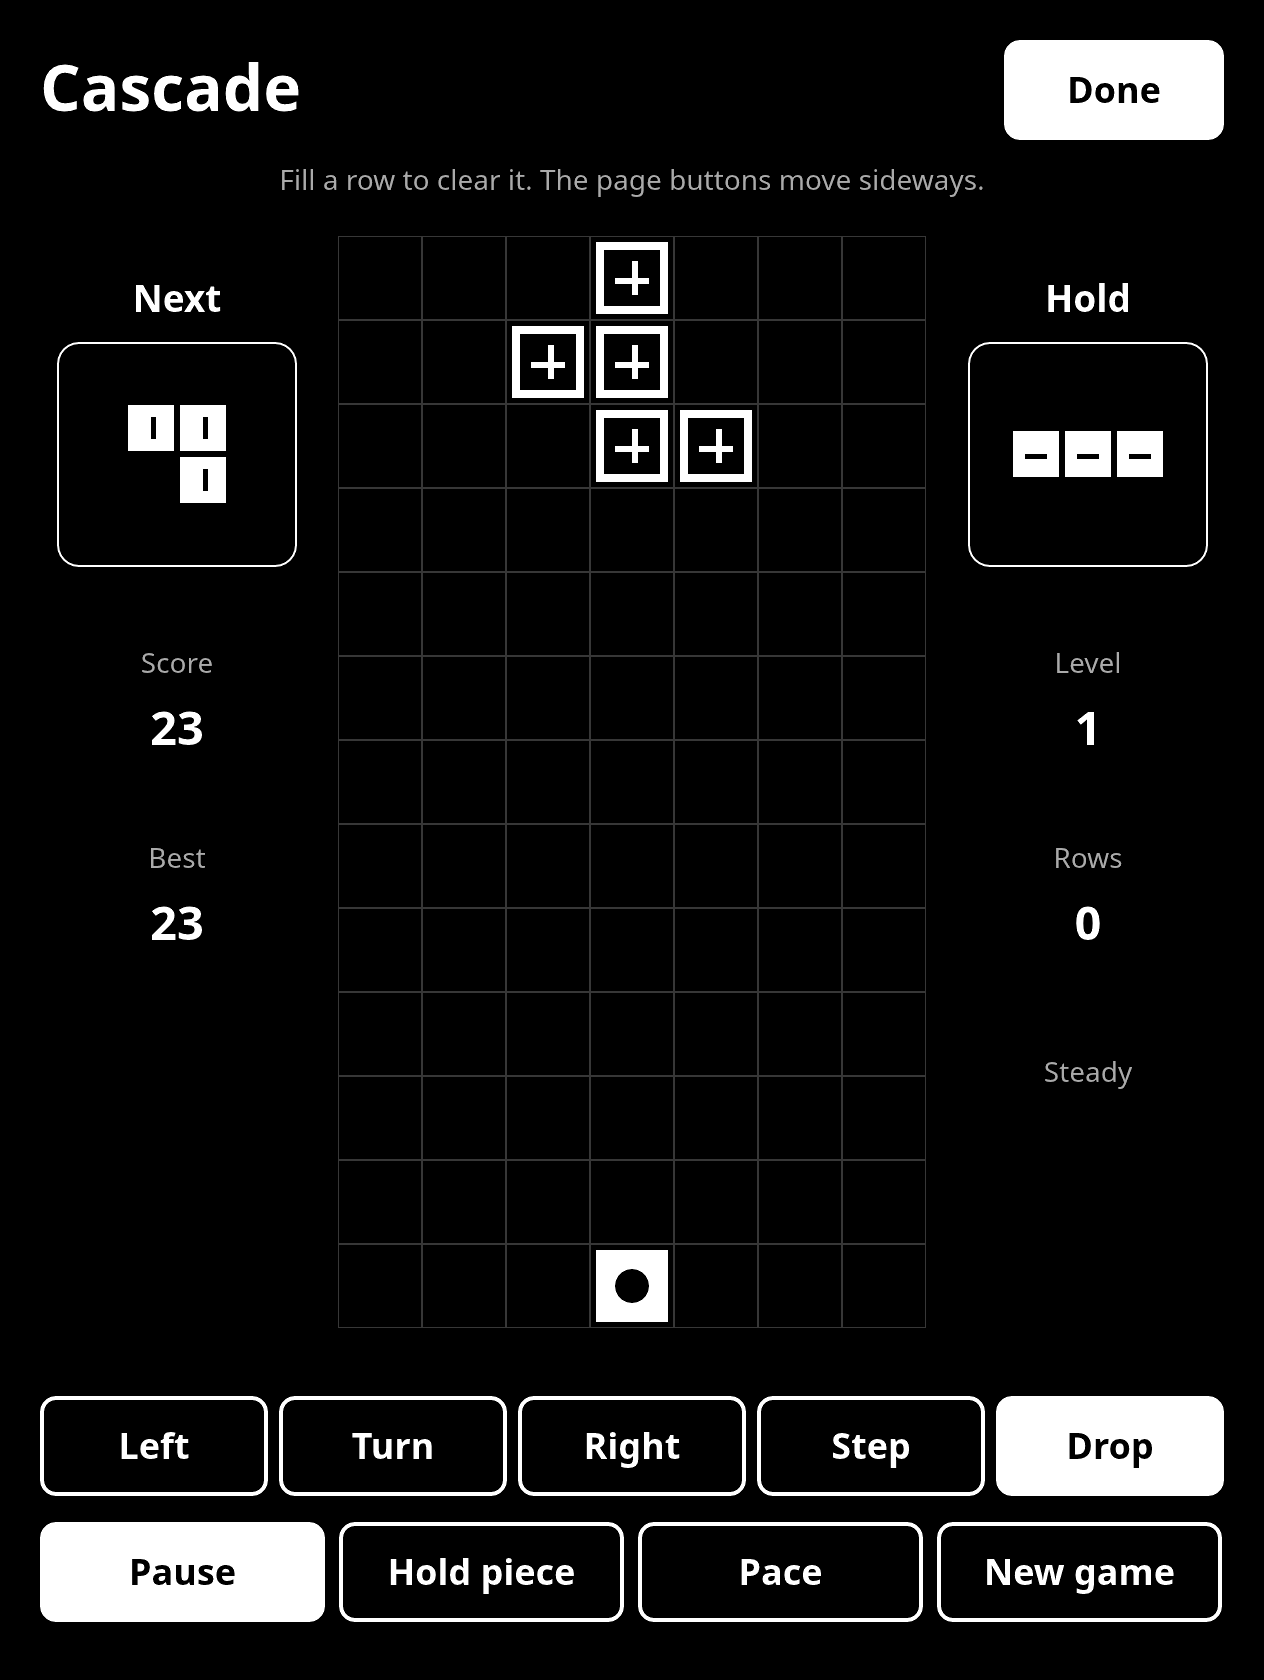 Cascade
Done
Fill a row to clear it. The page buttons move sideways.
Next
Hold
Score
23
Level
1
Best
23
Rows
0
Steady
Left
Turn
Right
Step
Drop
Pause
Hold piece
Pace
New game